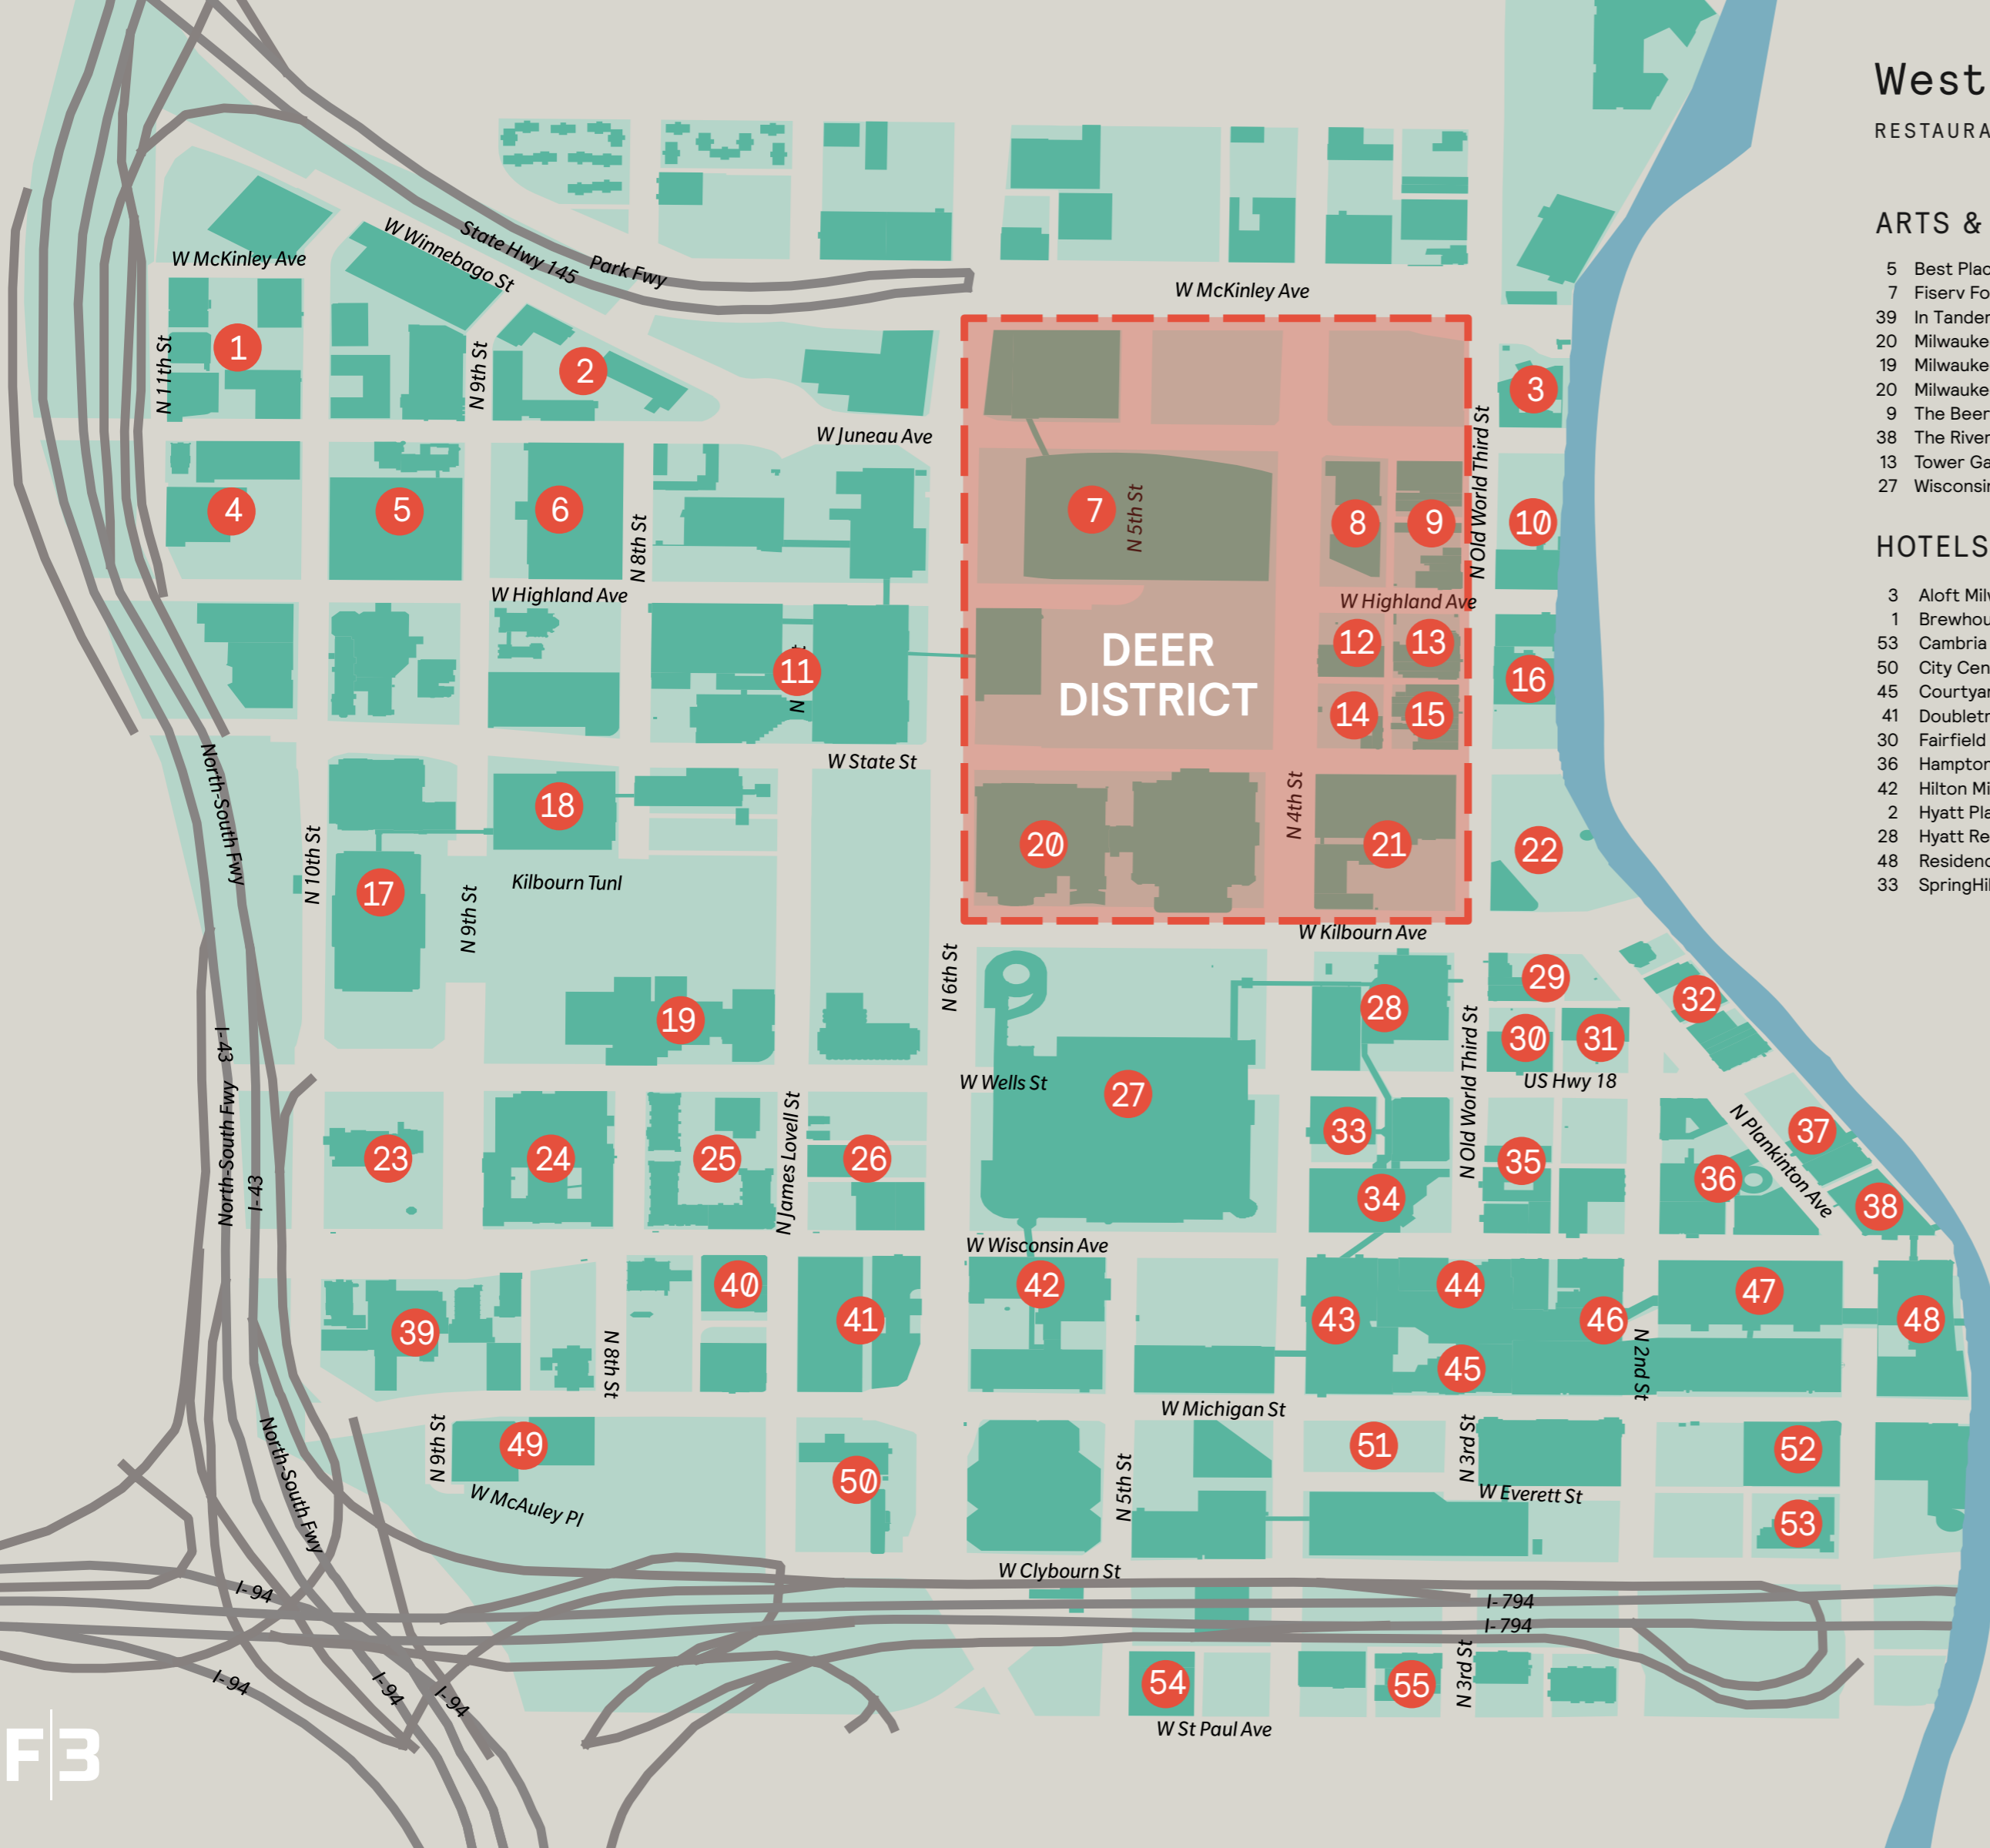 West
RESTAURA
ARTS &
5 Best Plac
7 Fiserv Fo
39 In Tander
20 Milwauke
19 Milwauke
20 Milwauke
9 The Beer
38 The River
13 Tower Ga
27 Wisconsin
HOTELS
3 Aloft Milw
1 Brewhou
53 Cambria
50 City Cen
45 Courtyar
41 Doubletr
30 Fairfield
36 Hampton
42 Hilton Mi
2 Hyatt Pla
28 Hyatt Re
48 Residenc
33 SpringHil
W McKinley Ave
W Winnebago St
State Hwy 145
Park Fwy
W McKinley Ave
N 11th St
1
N 9th St
2
3
W Juneau Ave
N Old World Third St
4
5
6
N 8th St
7
N 5th St
8
9
10
W Highland Ave
W Highland Ave
DEER
DISTRICT
11
12
13
14
15
16
W State St
North-South Fwy
N 10th St
17
18
Kilbourn Tunl
N 9th St
20
N 4th St
21
22
W Kilbourn Ave
19
N 6th St
28
29
30
31
32
N Old World Third St
US Hwy 18
I-43
North-South Fwy
I-43
W Wells St
27
23
24
25
N James Lovell St
26
33
34
35
N Plankinton Ave
36
37
38
W Wisconsin Ave
39
N 8th St
40
41
42
43
44
45
46
N 2nd St
47
48
W Michigan St
North-South Fwy
N 9th St
49
W McAuley Pl
50
N 5th St
51
N 3rd St
W Everett St
52
53
W Clybourn St
I-94
I-794
I-794
I-94
I-94
I-94
54
55
N 3rd St
W St Paul Ave
F|3